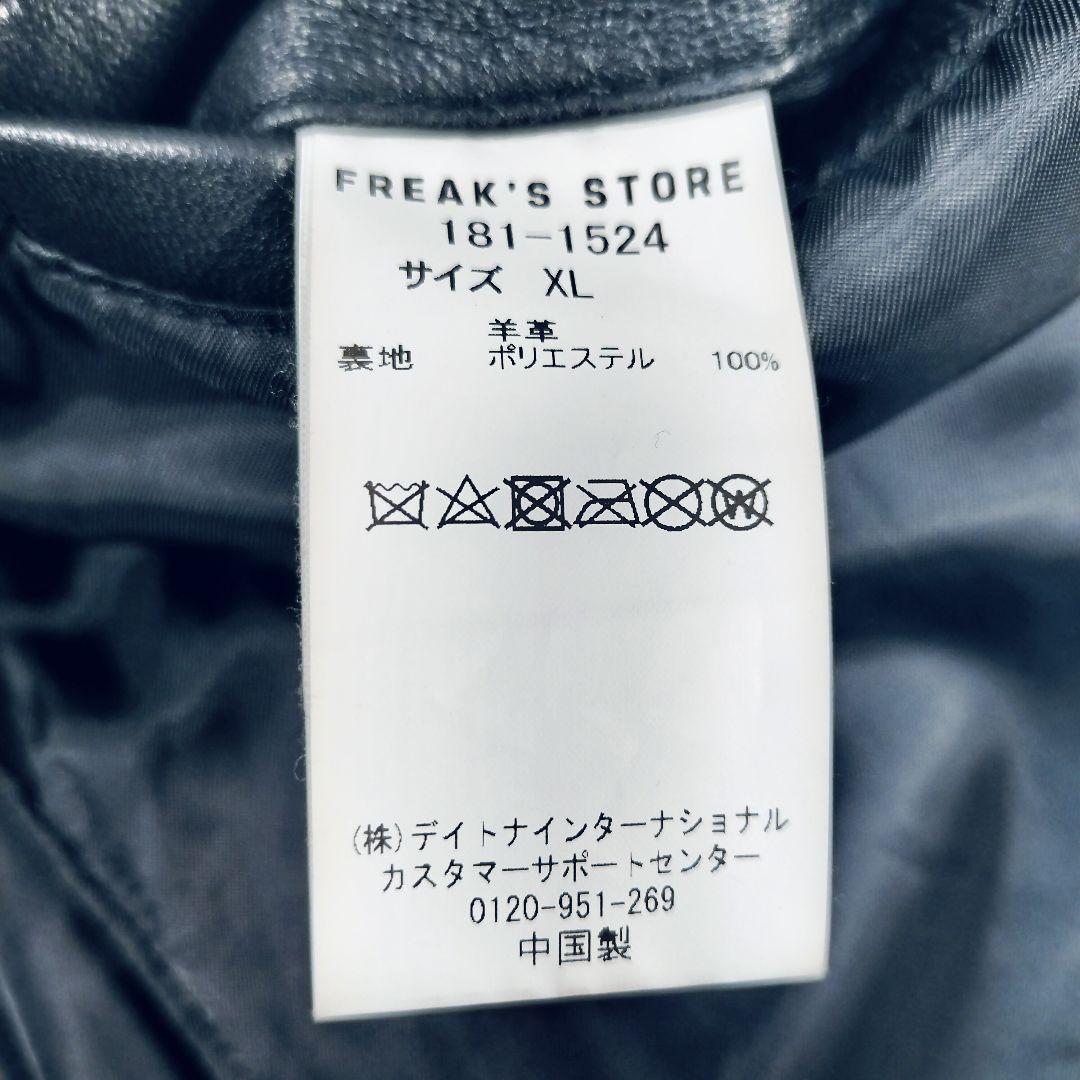 FREAK'S STORE
181-1524
サイズ XL
羊革
裏地 ポリエステル 100%
W
(株)デイトナインターナショナル
カスタマーサポートセンター
0120-951-269
中国製